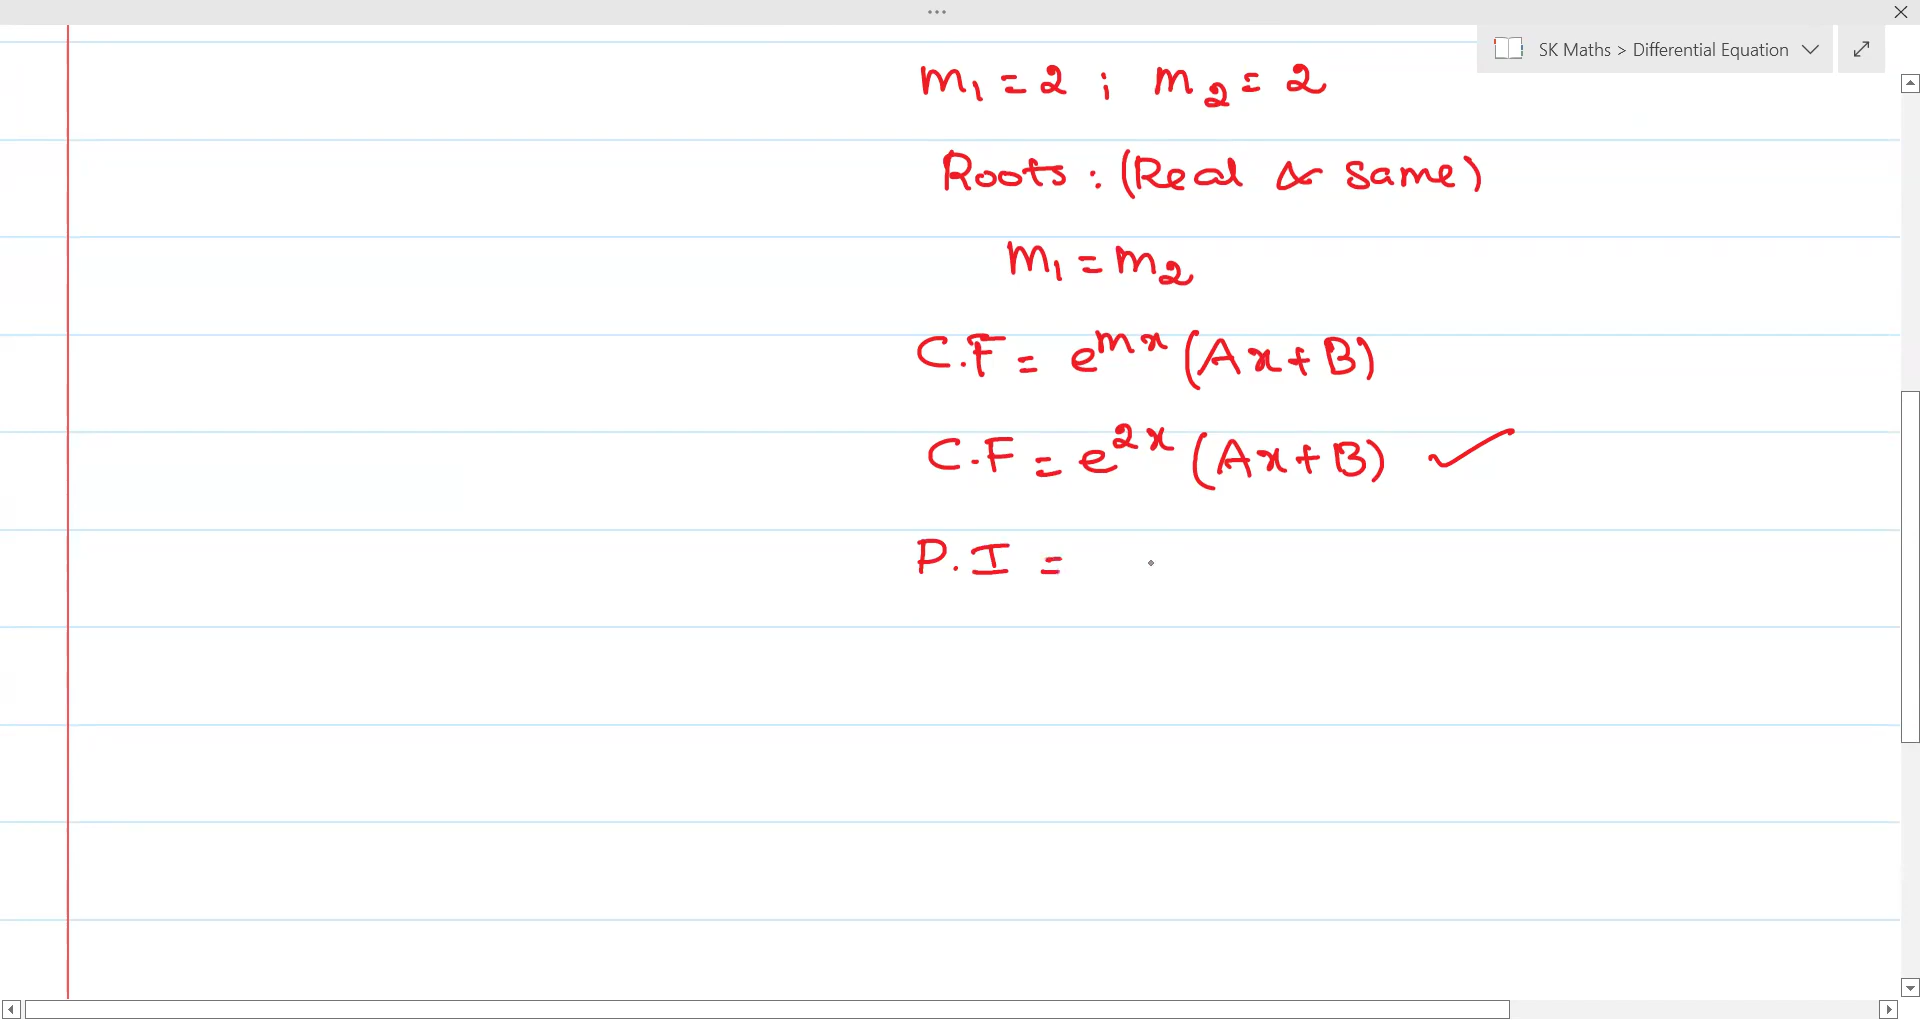 SK Maths > Differential Equation
m₁ = 2 ; m₂ = 2
Roots : (Real & Same)
m₁ = m₂
C.F = e^{mx} (Ax + B)
C.F = e^{2x} (Ax + B) ✓
P.I =